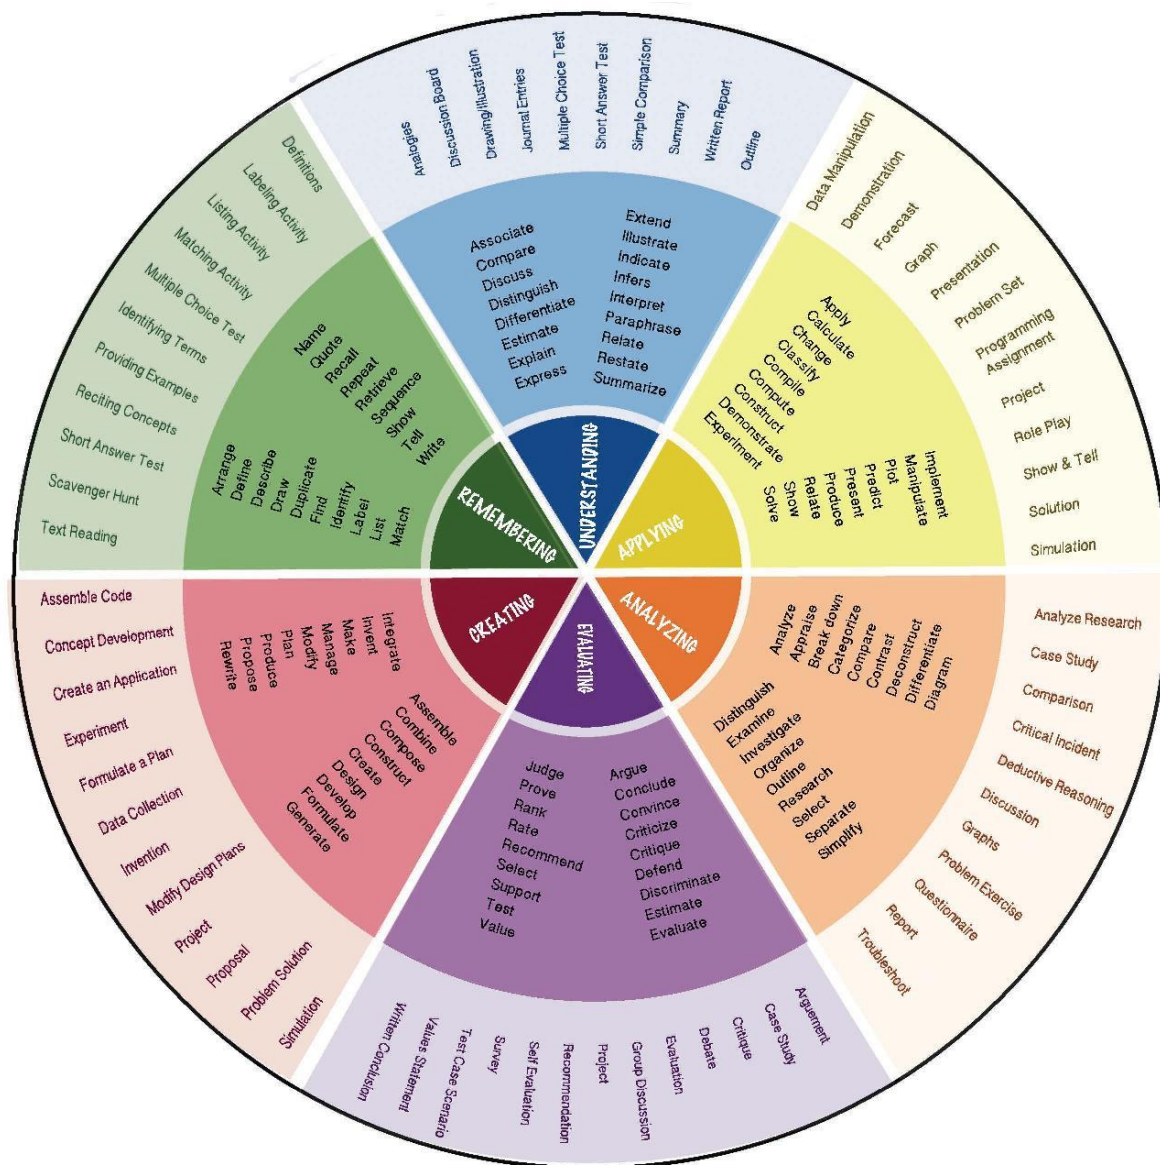 REMEMBERING
Name
Quote
Recall
Repeat
Retrieve
Sequence
Show
Tell
Write
Arrange
Define
Describe
Draw
Duplicate
Find
Identify
Label
List
Match
Definitions
Labeling Activity
Listing Activity
Matching Activity
Multiple Choice Test
Identifying Terms
Providing Examples
Reciting Concepts
Short Answer Test
Scavenger Hunt
Text Reading
UNDERSTANDING
Associate
Compare
Discuss
Distinguish
Differentiate
Estimate
Explain
Express
Extend
Illustrate
Indicate
Infers
Interpret
Paraphrase
Relate
Restate
Summarize
Analogies
Discussion Board
Drawing/Illustration
Journal Entries
Multiple Choice Test
Short Answer Test
Simple Comparison
Summary
Written Report
Outline
APPLYING
Apply
Calculate
Change
Classify
Compile
Compute
Construct
Demonstrate
Experiment
Implement
Manipulate
Plot
Predict
Present
Produce
Relate
Show
Solve
Data Manipulation
Demonstration
Forecast
Graph
Presentation
Problem Set
Programming
Assignment
Project
Role Play
Show & Tell
Solution
Simulation
ANALYZING
Analyze
Appraise
Break down
Categorize
Compare
Contrast
Deconstruct
Differentiate
Diagram
Distinguish
Examine
Investigate
Organize
Outline
Research
Select
Separate
Simplify
Analyze Research
Case Study
Comparison
Critical Incident
Deductive Reasoning
Discussion
Graphs
Problem Exercise
Questionnaire
Report
Troubleshoot
EVALUATING
Argue
Conclude
Convince
Criticize
Critique
Defend
Discriminate
Estimate
Evaluate
Judge
Prove
Rank
Rate
Recommend
Select
Support
Test
Value
Arguement
Case Study
Critique
Debate
Evaluation
Group Discussion
Project
Recommendation
Self Evaluation
Survey
Test Case Scenario
Values Statement
Written Conclusion
CREATING
Assemble
Combine
Compose
Construct
Create
Design
Develop
Formulate
Generate
Integrate
Invent
Make
Manage
Modify
Plan
Produce
Propose
Rewrite
Assemble Code
Concept Development
Create an Application
Experiment
Formulate a Plan
Data Collection
Invention
Modify Design Plans
Project
Proposal
Problem Solution
Simulation